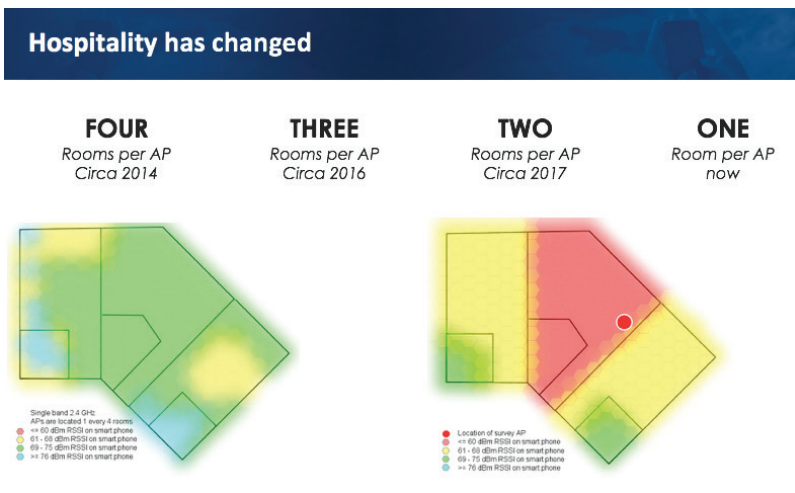 Hospitality has changed
FOUR
Rooms per AP
Circa 2014
THREE
Rooms per AP
Circa 2016
TWO
Rooms per AP
Circa 2017
ONE
Room per AP
now
Single band 2.4 GHz
APs are located 1 every 4 rooms
<= 60 dBm RSSI on smart phone
61 - 68 dBm RSSI on smart phone
69 - 75 dBm RSSI on smart phone
>= 76 dBm RSSI on smart phone
Location of survey AP
<= 60 dBm RSSI on smart phone
61 - 68 dBm RSSI on smart phone
69 - 75 dBm RSSI on smart phone
>= 76 dBm RSSI on smart phone